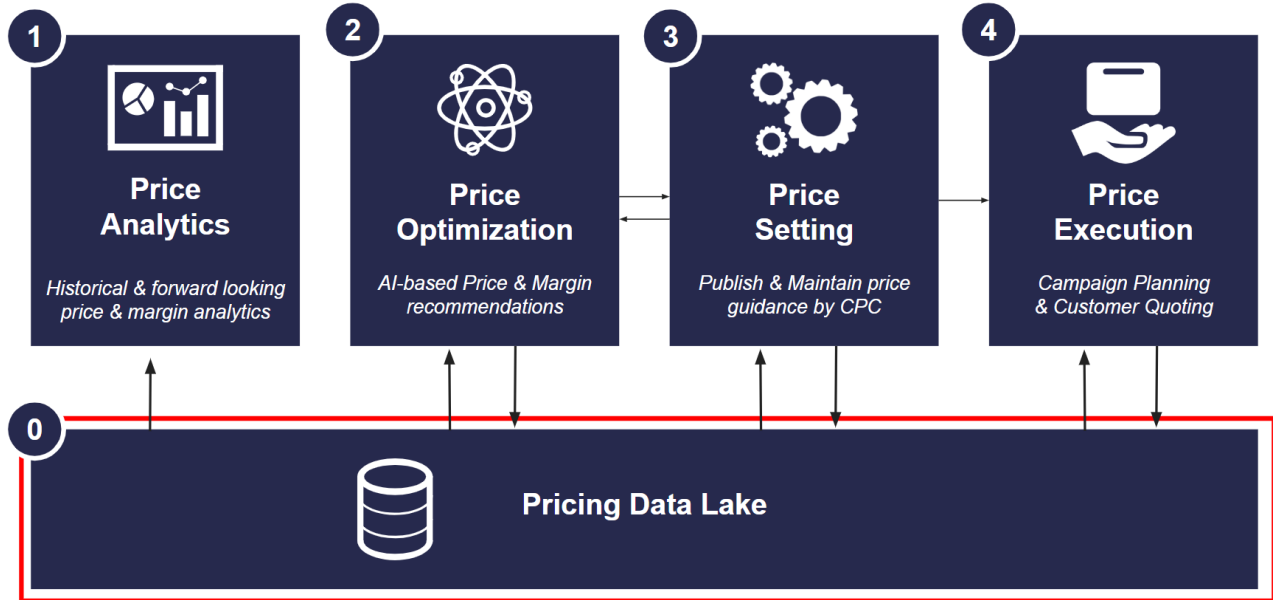 1
Price
Analytics
Historical & forward looking
price & margin analytics
2
Price
Optimization
AI-based Price & Margin
recommendations
3
Price
Setting
Publish & Maintain price
guidance by CPC
4
Price
Execution
Campaign Planning
& Customer Quoting
0
Pricing Data Lake